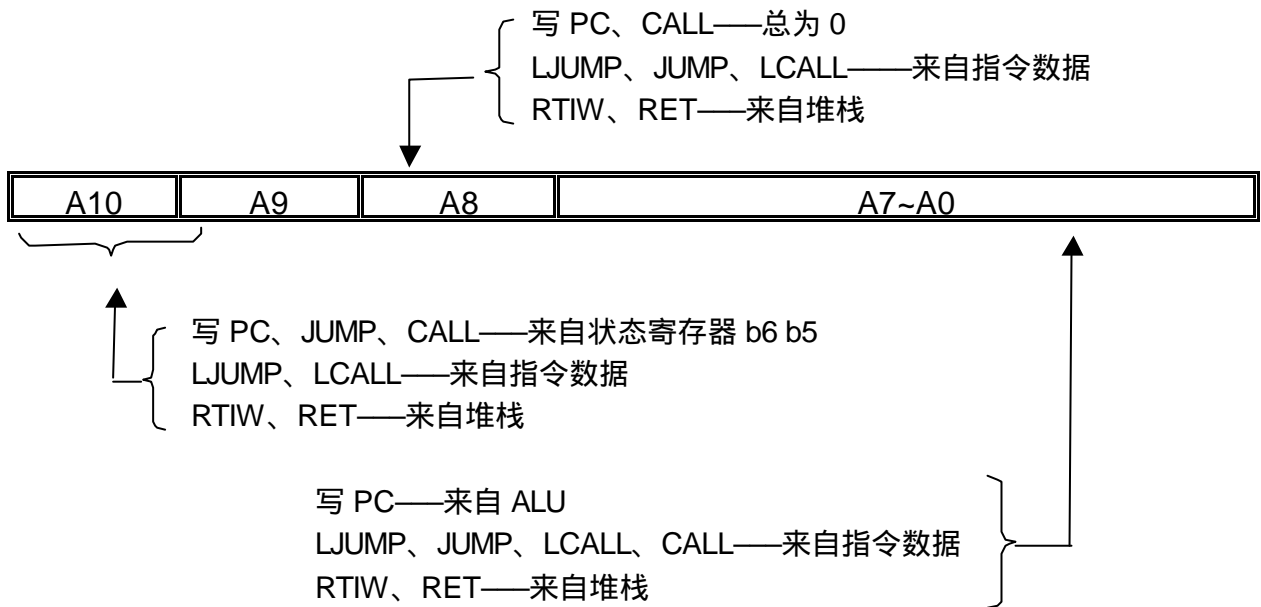 写 PC、CALL——总为 0
LJUMP、JUMP、LCALL——来自指令数据
RTIW、RET——来自堆栈
A10 A9 A8 A7~A0
写 PC、JUMP、CALL——来自状态寄存器 b6 b5
LJUMP、LCALL——来自指令数据
RTIW、RET——来自堆栈
写 PC——来自 ALU
LJUMP、JUMP、LCALL、CALL——来自指令数据
RTIW、RET——来自堆栈